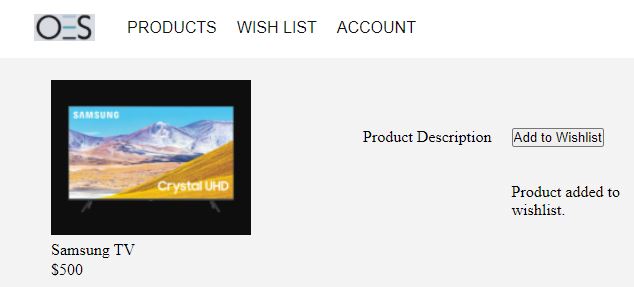 OES PRODUCTS WISH LIST ACCOUNT
SAMSUNG
Crystal UHD
Product Description Add to Wishlist
Product added to
wishlist.
Samsung TV
$500